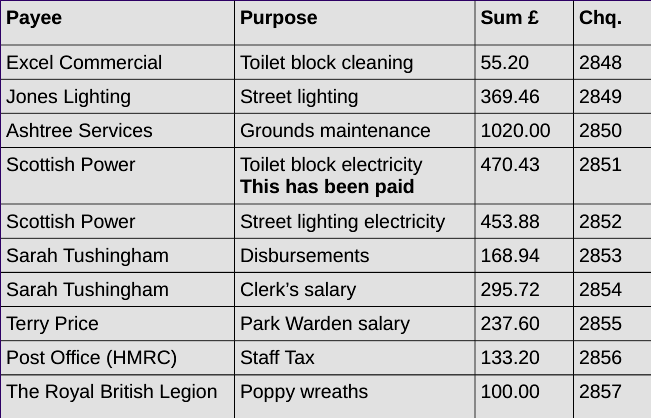 Payee Purpose Sum £ Chq.
Excel Commercial Toilet block cleaning 55.20 2848
Jones Lighting Street lighting 369.46 2849
Ashtree Services Grounds maintenance 1020.00 2850
Scottish Power Toilet block electricity 470.43 2851
This has been paid
Scottish Power Street lighting electricity 453.88 2852
Sarah Tushingham Disbursements 168.94 2853
Sarah Tushingham Clerk’s salary 295.72 2854
Terry Price Park Warden salary 237.60 2855
Post Office (HMRC) Staff Tax 133.20 2856
The Royal British Legion Poppy wreaths 100.00 2857